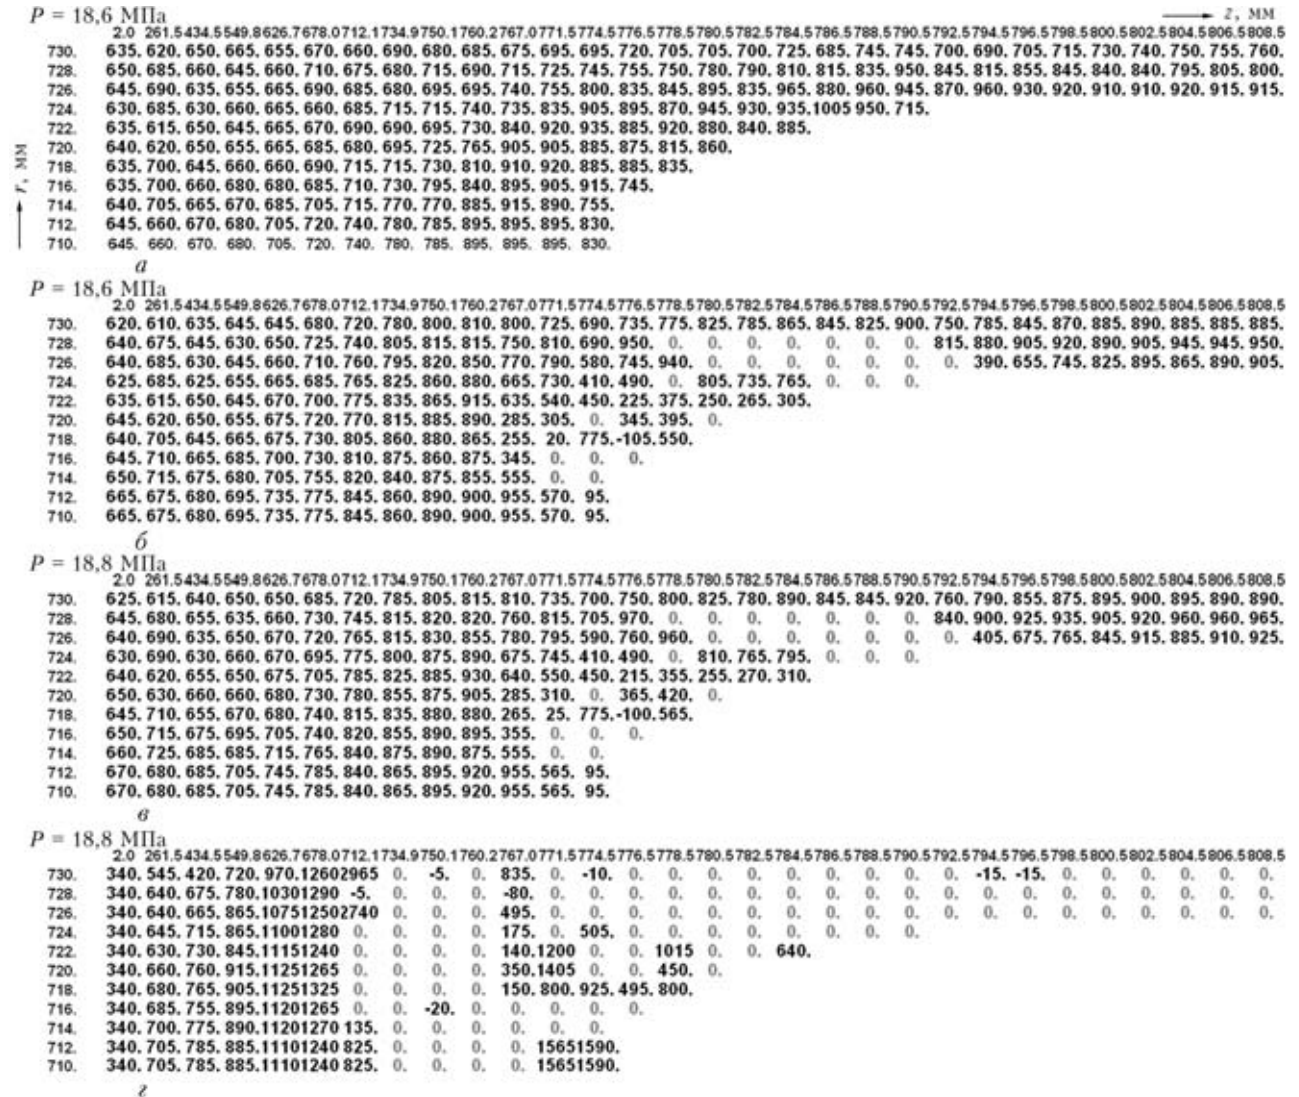 P = 18,6 МПа z, мм
2.0 261.5434.5549.8626.7678.0712.1734.9750.1760.2767.0771.5774.5776.5778.5780.5782.5784.5786.5788.5790.5792.5794.5796.5798.5800.5802.5804.5806.5808.5
730. 635. 620. 650. 665. 655. 670. 660. 690. 680. 685. 675. 695. 695. 720. 705. 705. 700. 725. 685. 745. 745. 700. 690. 705. 715. 730. 740. 750. 755. 760.
728. 650. 685. 660. 645. 660. 710. 675. 680. 715. 690. 715. 725. 745. 755. 750. 780. 790. 810. 815. 835. 950. 845. 815. 855. 845. 840. 840. 795. 805. 800.
726. 645. 690. 635. 655. 665. 690. 685. 680. 695. 695. 740. 755. 800. 835. 845. 895. 835. 965. 880. 960. 945. 870. 960. 930. 920. 910. 910. 920. 915. 915.
724. 630. 685. 630. 660. 665. 660. 685. 715. 715. 740. 735. 835. 905. 895. 870. 945. 930. 935.1005 950. 715.
722. 635. 615. 650. 645. 665. 670. 690. 690. 695. 730. 840. 920. 935. 885. 920. 880. 840. 885.
720. 640. 620. 650. 655. 665. 685. 680. 695. 725. 765. 905. 905. 885. 875. 815. 860.
r, мм
718. 635. 700. 645. 660. 660. 690. 715. 715. 730. 810. 910. 920. 885. 885. 835.
716. 635. 700. 660. 680. 680. 685. 710. 730. 795. 840. 895. 905. 915. 745.
714. 640. 705. 665. 670. 685. 705. 715. 770. 770. 885. 915. 890. 755.
712. 645. 660. 670. 680. 705. 720. 740. 780. 785. 895. 895. 895. 830.
710. 645. 660. 670. 680. 705. 720. 740. 780. 785. 895. 895. 895. 830.
а
P = 18,6 МПа
2.0 261.5434.5549.8626.7678.0712.1734.9750.1760.2767.0771.5774.5776.5778.5780.5782.5784.5786.5788.5790.5792.5794.5796.5798.5800.5802.5804.5806.5808.5
730. 620. 610. 635. 645. 645. 680. 720. 780. 800. 810. 800. 725. 690. 735. 775. 825. 785. 865. 845. 825. 900. 750. 785. 845. 870. 885. 890. 885. 885. 885.
728. 640. 675. 645. 630. 650. 725. 740. 805. 815. 815. 750. 810. 690. 950. 0. 0. 0. 0. 0. 0. 0. 815. 880. 905. 920. 890. 905. 945. 945. 950.
726. 640. 685. 630. 645. 660. 710. 760. 795. 820. 850. 770. 790. 580. 745. 940. 0. 0. 0. 0. 0. 0. 0. 390. 655. 745. 825. 895. 865. 890. 905.
724. 625. 685. 625. 655. 665. 685. 765. 825. 860. 880. 665. 730. 410. 490. 0. 805. 735. 765. 0. 0. 0.
722. 635. 615. 650. 645. 670. 700. 775. 835. 865. 915. 635. 540. 450. 225. 375. 250. 265. 305.
720. 645. 620. 650. 655. 675. 720. 770. 815. 885. 890. 285. 305. 0. 345. 395. 0.
718. 640. 705. 645. 665. 675. 730. 805. 860. 880. 865. 255. 20. 775.-105.550.
716. 645. 710. 665. 685. 700. 730. 810. 875. 860. 875. 345. 0. 0. 0.
714. 650. 715. 675. 680. 705. 755. 820. 840. 875. 855. 555. 0. 0.
712. 665. 675. 680. 695. 735. 775. 845. 860. 890. 900. 955. 570. 95.
710. 665. 675. 680. 695. 735. 775. 845. 860. 890. 900. 955. 570. 95.
б
P = 18,8 МПа
2.0 261.5434.5549.8626.7678.0712.1734.9750.1760.2767.0771.5774.5776.5778.5780.5782.5784.5786.5788.5790.5792.5794.5796.5798.5800.5802.5804.5806.5808.5
730. 625. 615. 640. 650. 650. 685. 720. 785. 805. 815. 810. 735. 700. 750. 800. 825. 780. 890. 845. 845. 920. 760. 790. 855. 875. 895. 900. 895. 890. 890.
728. 645. 680. 655. 635. 660. 730. 745. 815. 820. 820. 760. 815. 705. 970. 0. 0. 0. 0. 0. 0. 0. 840. 900. 925. 935. 905. 920. 960. 960. 965.
726. 640. 690. 635. 650. 670. 720. 765. 815. 830. 855. 780. 795. 590. 760. 960. 0. 0. 0. 0. 0. 0. 0. 405. 675. 765. 845. 915. 885. 910. 925.
724. 630. 690. 630. 660. 670. 695. 775. 800. 875. 890. 675. 745. 410. 490. 0. 810. 765. 795. 0. 0. 0.
722. 640. 620. 655. 650. 675. 705. 785. 825. 885. 930. 640. 550. 450. 215. 355. 255. 270. 310.
720. 650. 630. 660. 660. 680. 730. 780. 855. 875. 905. 285. 310. 0. 365. 420. 0.
718. 645. 710. 655. 670. 680. 740. 815. 835. 880. 880. 265. 25. 775.-100.565.
716. 650. 715. 675. 695. 705. 740. 820. 855. 890. 895. 355. 0. 0. 0.
714. 660. 725. 685. 685. 715. 765. 840. 875. 890. 875. 555. 0. 0.
712. 670. 680. 685. 705. 745. 785. 840. 865. 895. 920. 955. 565. 95.
710. 670. 680. 685. 705. 745. 785. 840. 865. 895. 920. 955. 565. 95.
в
P = 18,8 МПа
2.0 261.5434.5549.8626.7678.0712.1734.9750.1760.2767.0771.5774.5776.5778.5780.5782.5784.5786.5788.5790.5792.5794.5796.5798.5800.5802.5804.5806.5808.5
730. 340. 545. 420. 720. 970.12602965 0. -5. 0. 835. 0. -10. 0. 0. 0. 0. 0. 0. 0. 0. 0. -15. -15. 0. 0. 0. 0. 0. 0.
728. 340. 640. 675. 780.10301290 -5. 0. 0. 0. -80. 0. 0. 0. 0. 0. 0. 0. 0. 0. 0. 0. 0. 0. 0. 0. 0. 0. 0. 0.
726. 340. 640. 665. 865.107512502740 0. 0. 0. 495. 0. 0. 0. 0. 0. 0. 0. 0. 0. 0. 0. 0. 0. 0. 0. 0. 0. 0. 0.
724. 340. 645. 715. 865.11001280 0. 0. 0. 0. 175. 0. 505. 0. 0. 0. 0. 0. 0. 0. 0.
722. 340. 630. 730. 845.11151240 0. 0. 0. 0. 140.1200 0. 0. 1015 0. 0. 640.
720. 340. 660. 760. 915.11251265 0. 0. 0. 0. 350.1405 0. 0. 450. 0.
718. 340. 680. 765. 905.11251325 0. 0. 0. 0. 150. 800. 925. 495. 800.
716. 340. 685. 755. 895.11201265 0. 0. -20. 0. 0. 0. 0. 0.
714. 340. 700. 775. 890.11201270 135. 0. 0. 0. 0. 0. 0.
712. 340. 705. 785. 885.11101240 825. 0. 0. 0. 0. 15651590.
710. 340. 705. 785. 885.11101240 825. 0. 0. 0. 0. 15651590.
г